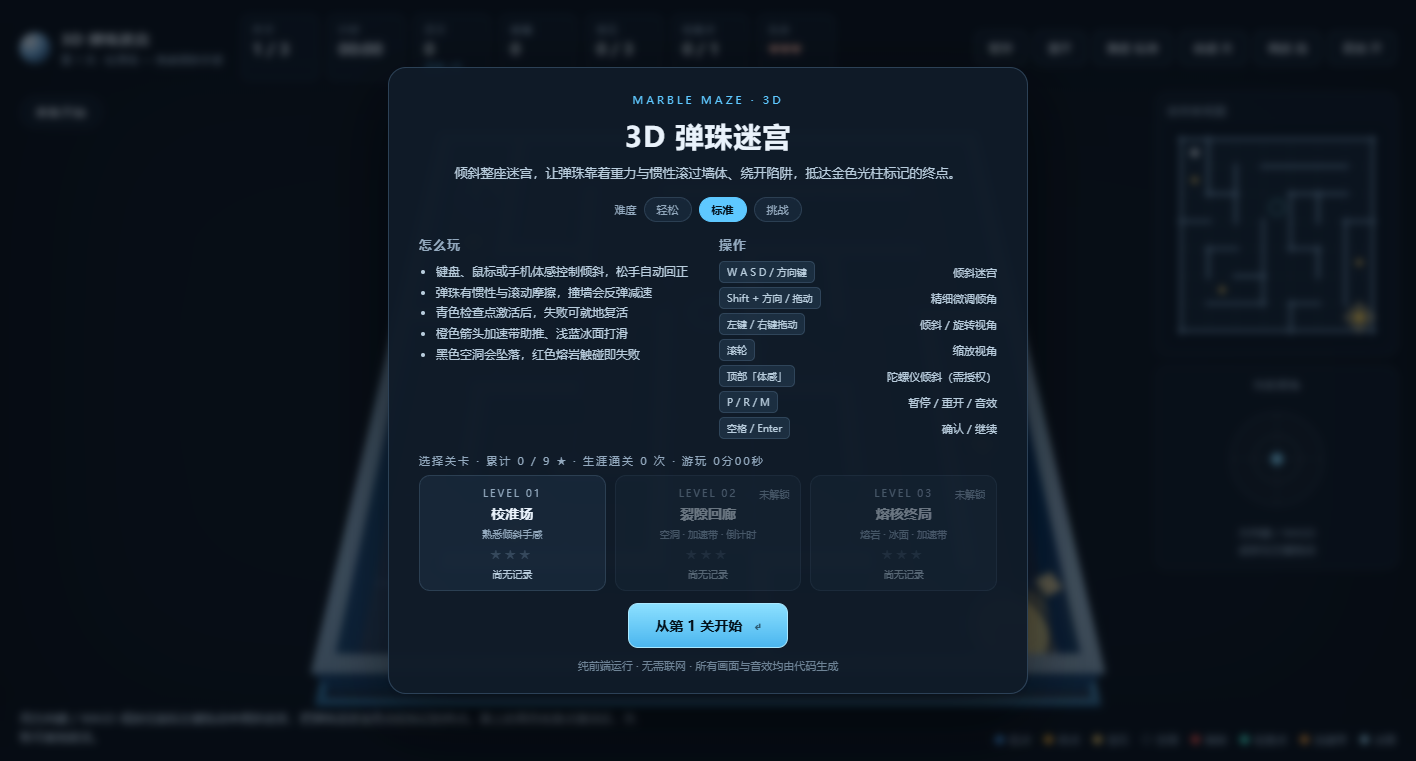 MARBLE MAZE · 3D
3D 弹珠迷宫
倾斜整座迷宫，让弹珠靠着重力与惯性滚过墙体、绕开陷阱，抵达金色光柱标记的终点。
难度 轻松 标准 挑战
怎么玩
• 键盘、鼠标或手机体感控制倾斜，松手自动回正
• 弹珠有惯性与滚动摩擦，撞墙会反弹减速
• 青色检查点激活后，失败可就地复活
• 橙色箭头加速带助推、浅蓝冰面打滑
• 黑色空洞会坠落，红色熔岩触碰即失败
操作
W A S D / 方向键 倾斜迷宫
Shift + 方向 / 拖动 精细微调倾角
左键 / 右键拖动 倾斜 / 旋转视角
滚轮 缩放视角
顶部「体感」 陀螺仪倾斜（需授权）
P / R / M 暂停 / 重开 / 音效
空格 / Enter 确认 / 继续
选择关卡 · 累计 0 / 9 ★ · 生涯通关 0 次 · 游玩 0分00秒
LEVEL 01
校准场
熟悉倾斜手感
★★★
尚无记录
LEVEL 02 未解锁
裂隙回廊
空洞 · 加速带 · 倒计时
★★★
尚无记录
LEVEL 03 未解锁
熔核终局
熔岩 · 冰面 · 加速带
★★★
尚无记录
从第 1 关开始 ↲
纯前端运行 · 无需联网 · 所有画面与音效均由代码生成